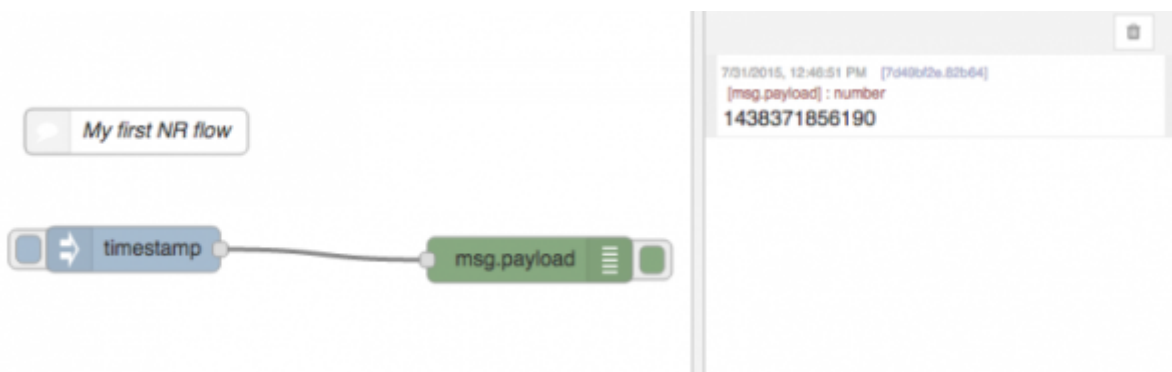 My first NR flow
timestamp
msg.payload
7/31/2015, 12:46:51 PM [7d49bf2e.82b64]
[msg.payload] : number
1438371856190